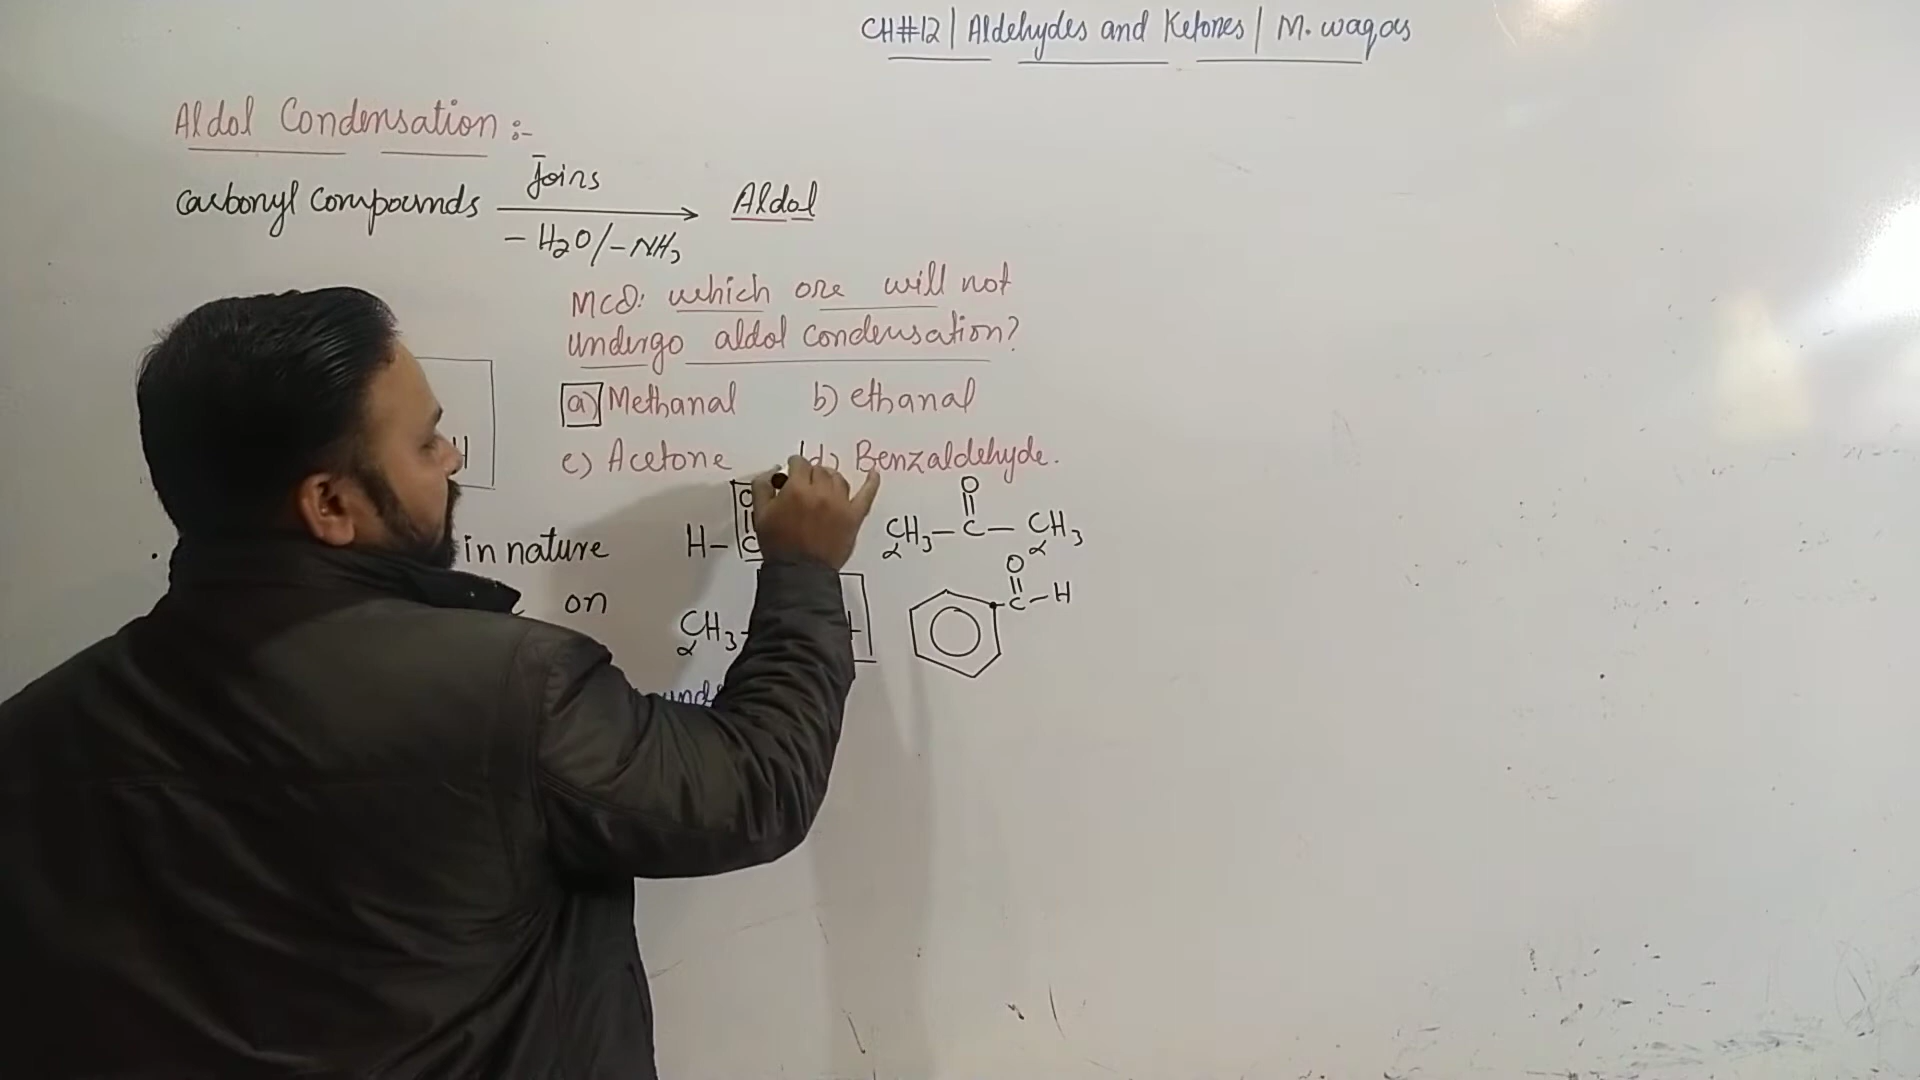 CH#12 | Aldehydes and Ketones | M. waqas
Aldol Condensation :-
Carbonyl compounds Joins Aldol
- H2O/-NH3
MCQ: which one will not
undergo aldol condensation?
a) Methanal b) ethanal
c) Acetone d) Benzaldehyde.
in nature
on
O
H-C
O
CH3-C-CH3
α α
CH3-
α
O
C-H